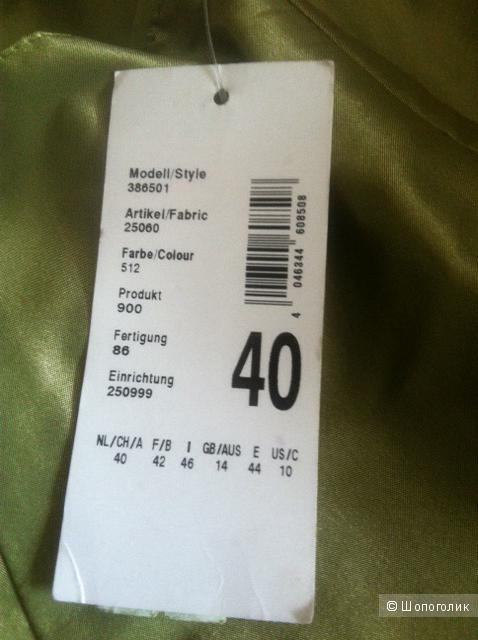 Modell/Style
386501
Artikel/Fabric
25060
Farbe/Colour
512
Produkt
900
Fertigung
86
Einrichtung
250999
4 046344 608508
40
NL/CH/A F/B I GB/AUS E US/C
40 42 46 14 44 10
© Шопоголик